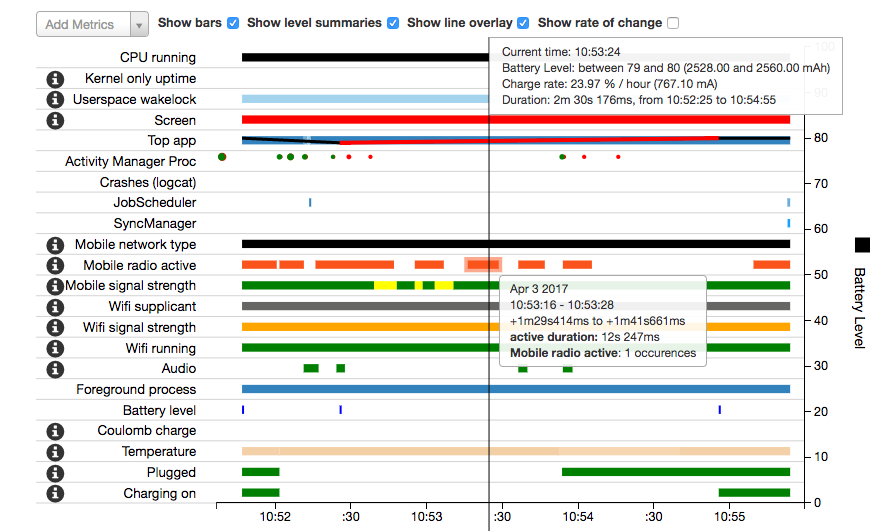 Add Metrics
Show bars
Show level summaries
Show line overlay
Show rate of change
Current time: 10:53:24
Battery Level: between 79 and 80 (2528.00 and 2560.00 mAh)
Charge rate: 23.97 % / hour (767.10 mA)
Duration: 2m 30s 176ms, from 10:52:25 to 10:54:55
CPU running
Kernel only uptime
Userspace wakelock
Screen
Top app
Activity Manager Proc
Crashes (logcat)
JobScheduler
SyncManager
Mobile network type
Mobile radio active
Mobile signal strength
Wifi supplicant
Wifi signal strength
Wifi running
Audio
Foreground process
Battery level
Coulomb charge
Temperature
Plugged
Charging on
Apr 3 2017
10:53:16 - 10:53:28
+1m29s414ms to +1m41s661ms
active duration: 12s 247ms
Mobile radio active: 1 occurences
100
90
80
70
60
50
40
30
20
10
0
Battery Level
10:52
:30
10:53
:30
10:54
:30
10:55